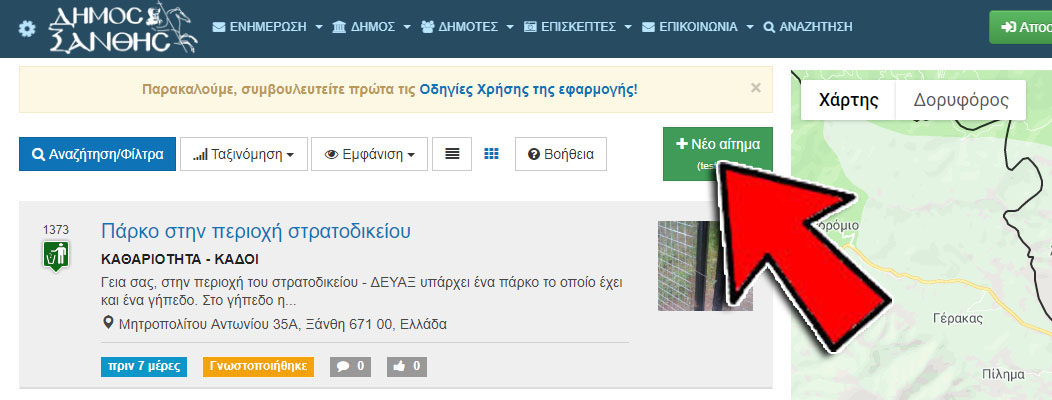 ΔΗΜΟΣ
ΞΑΝΘΗΣ
ΕΝΗΜΕΡΩΣΗ ΔΗΜΟΣ ΔΗΜΟΤΕΣ ΕΠΙΣΚΕΠΤΕΣ ΕΠΙΚΟΙΝΩΝΙΑ ΑΝΑΖΗΤΗΣΗ
Παρακαλούμε, συμβουλευτείτε πρώτα τις Οδηγίες Χρήσης της εφαρμογής! ×
Αναζήτηση/Φίλτρα Ταξινόμηση Εμφάνιση Βοήθεια
+ Νέο αίτημα
Χάρτης Δορυφόρος
1373
Πάρκο στην περιοχή στρατοδικείου
ΚΑΘΑΡΙΟΤΗΤΑ - ΚΑΔΟΙ
Γεια σας, στην περιοχή του στρατοδικείου - ΔΕΥΑΞ υπάρχει ένα πάρκο το οποίο έχει
και ένα γήπεδο. Στο γήπεδο η...
Μητροπολίτου Αντωνίου 35Α, Ξάνθη 671 00, Ελλάδα
πριν 7 μέρες Γνωστοποιήθηκε 0 0
Γέρακας
Πίλημα